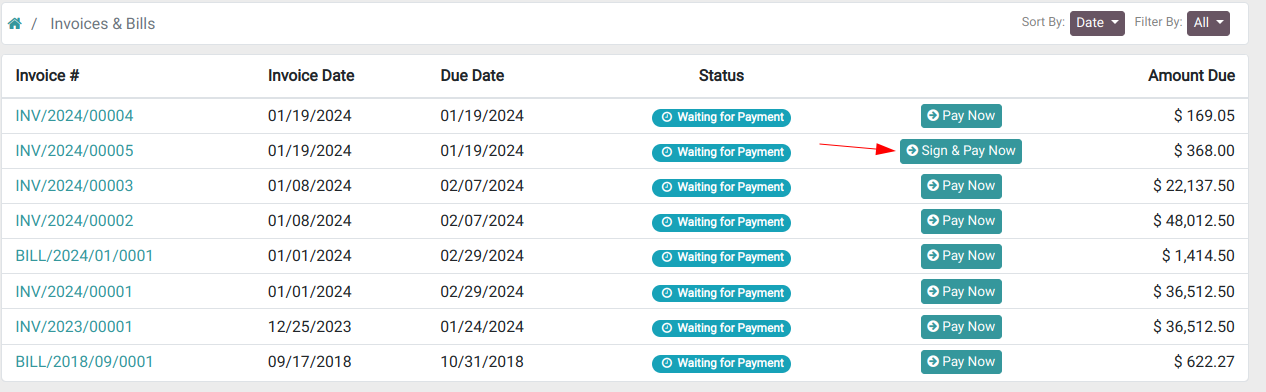 / Invoices & Bills Sort By: Date Filter By: All
Invoice # Invoice Date Due Date Status Amount Due
INV/2024/00004 01/19/2024 01/19/2024 Waiting for Payment Pay Now $ 169.05
INV/2024/00005 01/19/2024 01/19/2024 Waiting for Payment Sign & Pay Now $ 368.00
INV/2024/00003 01/08/2024 02/07/2024 Waiting for Payment Pay Now $ 22,137.50
INV/2024/00002 01/08/2024 02/07/2024 Waiting for Payment Pay Now $ 48,012.50
BILL/2024/01/0001 01/01/2024 02/29/2024 Waiting for Payment Pay Now $ 1,414.50
INV/2024/00001 01/01/2024 02/29/2024 Waiting for Payment Pay Now $ 36,512.50
INV/2023/00001 12/25/2023 01/24/2024 Waiting for Payment Pay Now $ 36,512.50
BILL/2018/09/0001 09/17/2018 10/31/2018 Waiting for Payment Pay Now $ 622.27